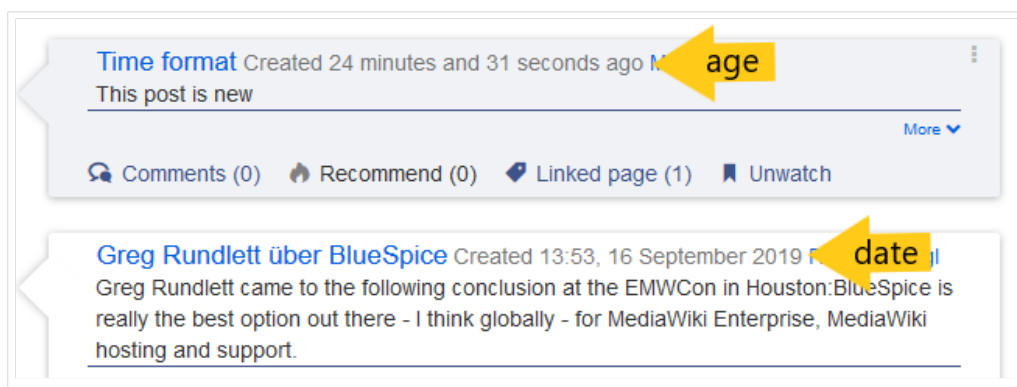 Time format Created 24 minutes and 31 seconds ago age
This post is new
More
Comments (0) Recommend (0) Linked page (1) Unwatch
Greg Rundlett über BlueSpice Created 13:53, 16 September 2019 date
Greg Rundlett came to the following conclusion at the EMWCon in Houston:BlueSpice is
really the best option out there - I think globally - for MediaWiki Enterprise, MediaWiki
hosting and support.